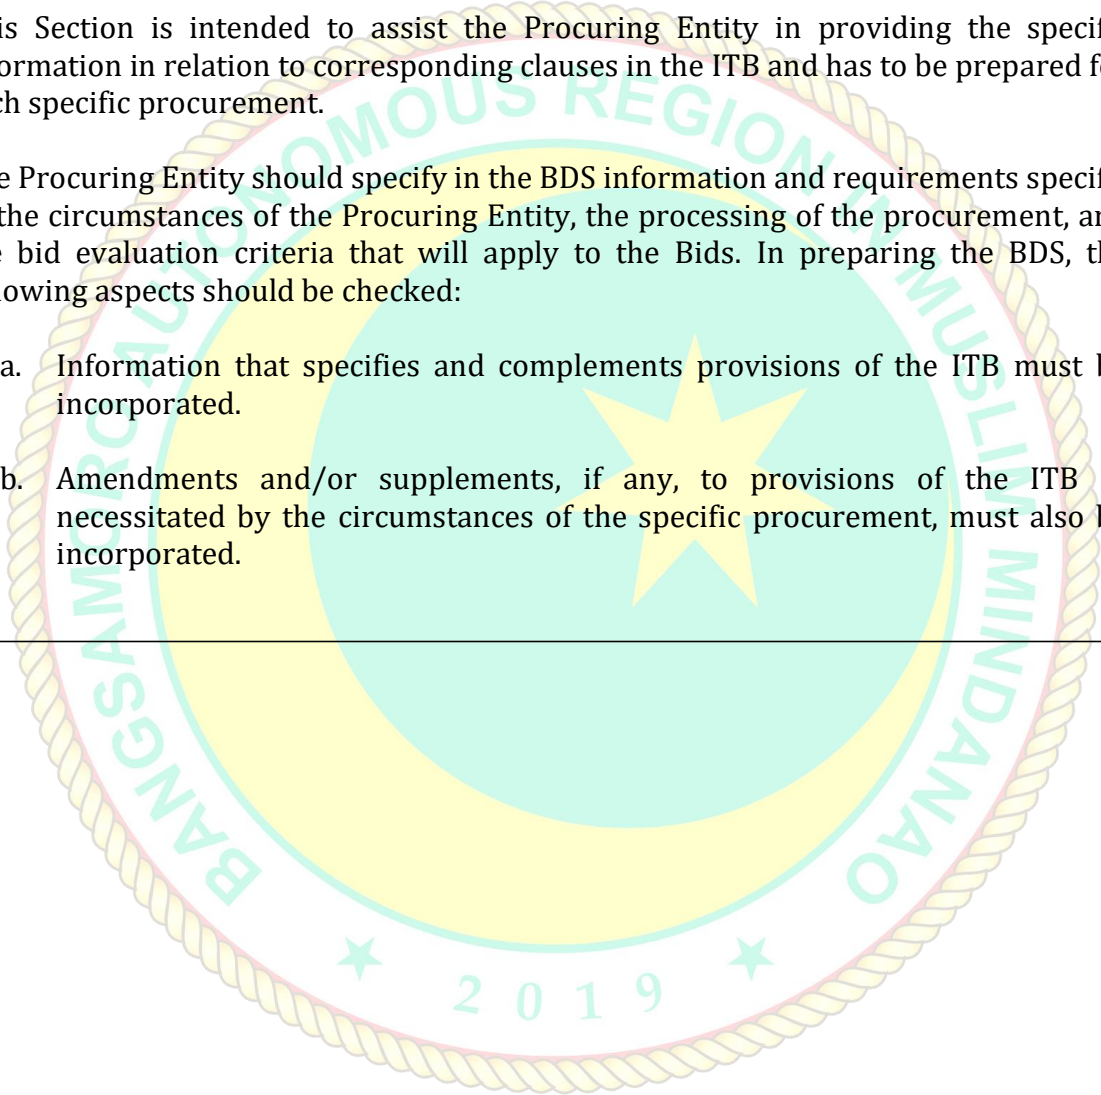 is Section is intended to assist the Procuring Entity in providing the specif
ormation in relation to corresponding clauses in the ITB and has to be prepared f
ch specific procurement.
e Procuring Entity should specify in the BDS information and requirements specif
the circumstances of the Procuring Entity, the processing of the procurement, an
e bid evaluation criteria that will apply to the Bids. In preparing the BDS, th
lowing aspects should be checked:
a. Information that specifies and complements provisions of the ITB must b
incorporated.
b. Amendments and/or supplements, if any, to provisions of the ITB
necessitated by the circumstances of the specific procurement, must also b
incorporated.
BANGSAMORO AUTONOMOUS REGION IN MUSLIM MINDANAO
2019